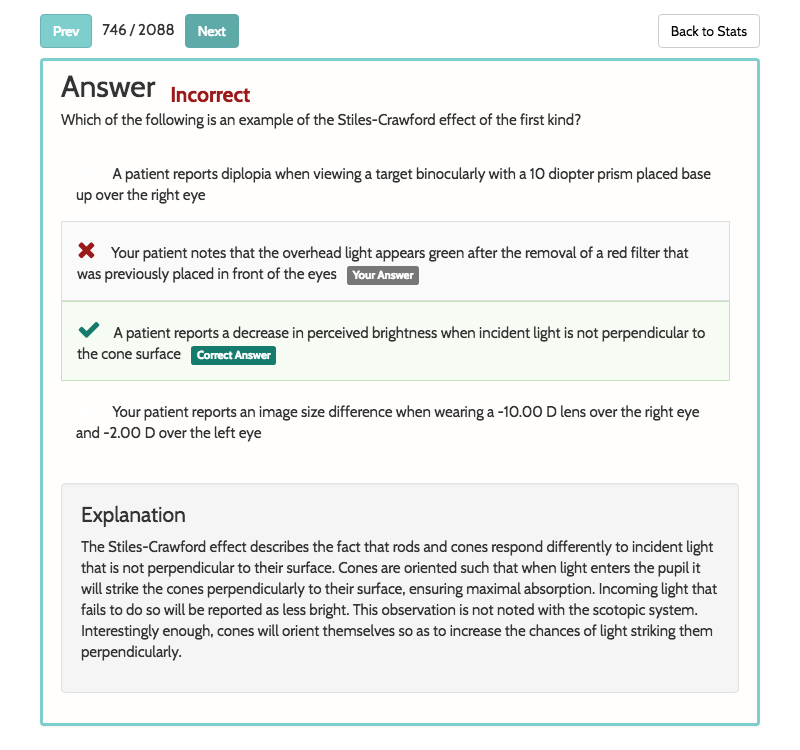 Prev 746 / 2088 Next Back to Stats
Answer Incorrect
Which of the following is an example of the Stiles-Crawford effect of the first kind?
A patient reports diplopia when viewing a target binocularly with a 10 diopter prism placed base
up over the right eye
Your patient notes that the overhead light appears green after the removal of a red filter that
was previously placed in front of the eyes Your Answer
A patient reports a decrease in perceived brightness when incident light is not perpendicular to
the cone surface Correct Answer
Your patient reports an image size difference when wearing a -10.00 D lens over the right eye
and -2.00 D over the left eye
Explanation
The Stiles-Crawford effect describes the fact that rods and cones respond differently to incident light
that is not perpendicular to their surface. Cones are oriented such that when light enters the pupil it
will strike the cones perpendicularly to their surface, ensuring maximal absorption. Incoming light that
fails to do so will be reported as less bright. This observation is not noted with the scotopic system.
Interestingly enough, cones will orient themselves so as to increase the chances of light striking them
perpendicularly.